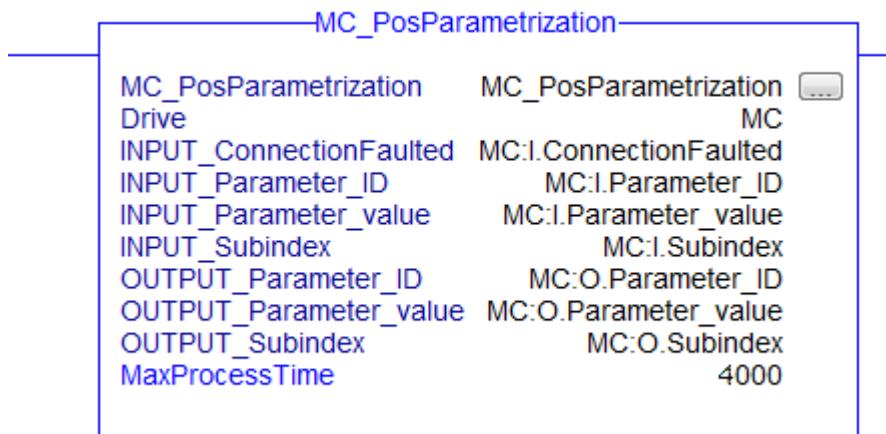 MC_PosParametrization
MC_PosParametrization MC_PosParametrization ...
Drive MC
INPUT_ConnectionFaulted MC:I.ConnectionFaulted
INPUT_Parameter_ID MC:I.Parameter_ID
INPUT_Parameter_value MC:I.Parameter_value
INPUT_Subindex MC:I.Subindex
OUTPUT_Parameter_ID MC:O.Parameter_ID
OUTPUT_Parameter_value MC:O.Parameter_value
OUTPUT_Subindex MC:O.Subindex
MaxProcessTime 4000